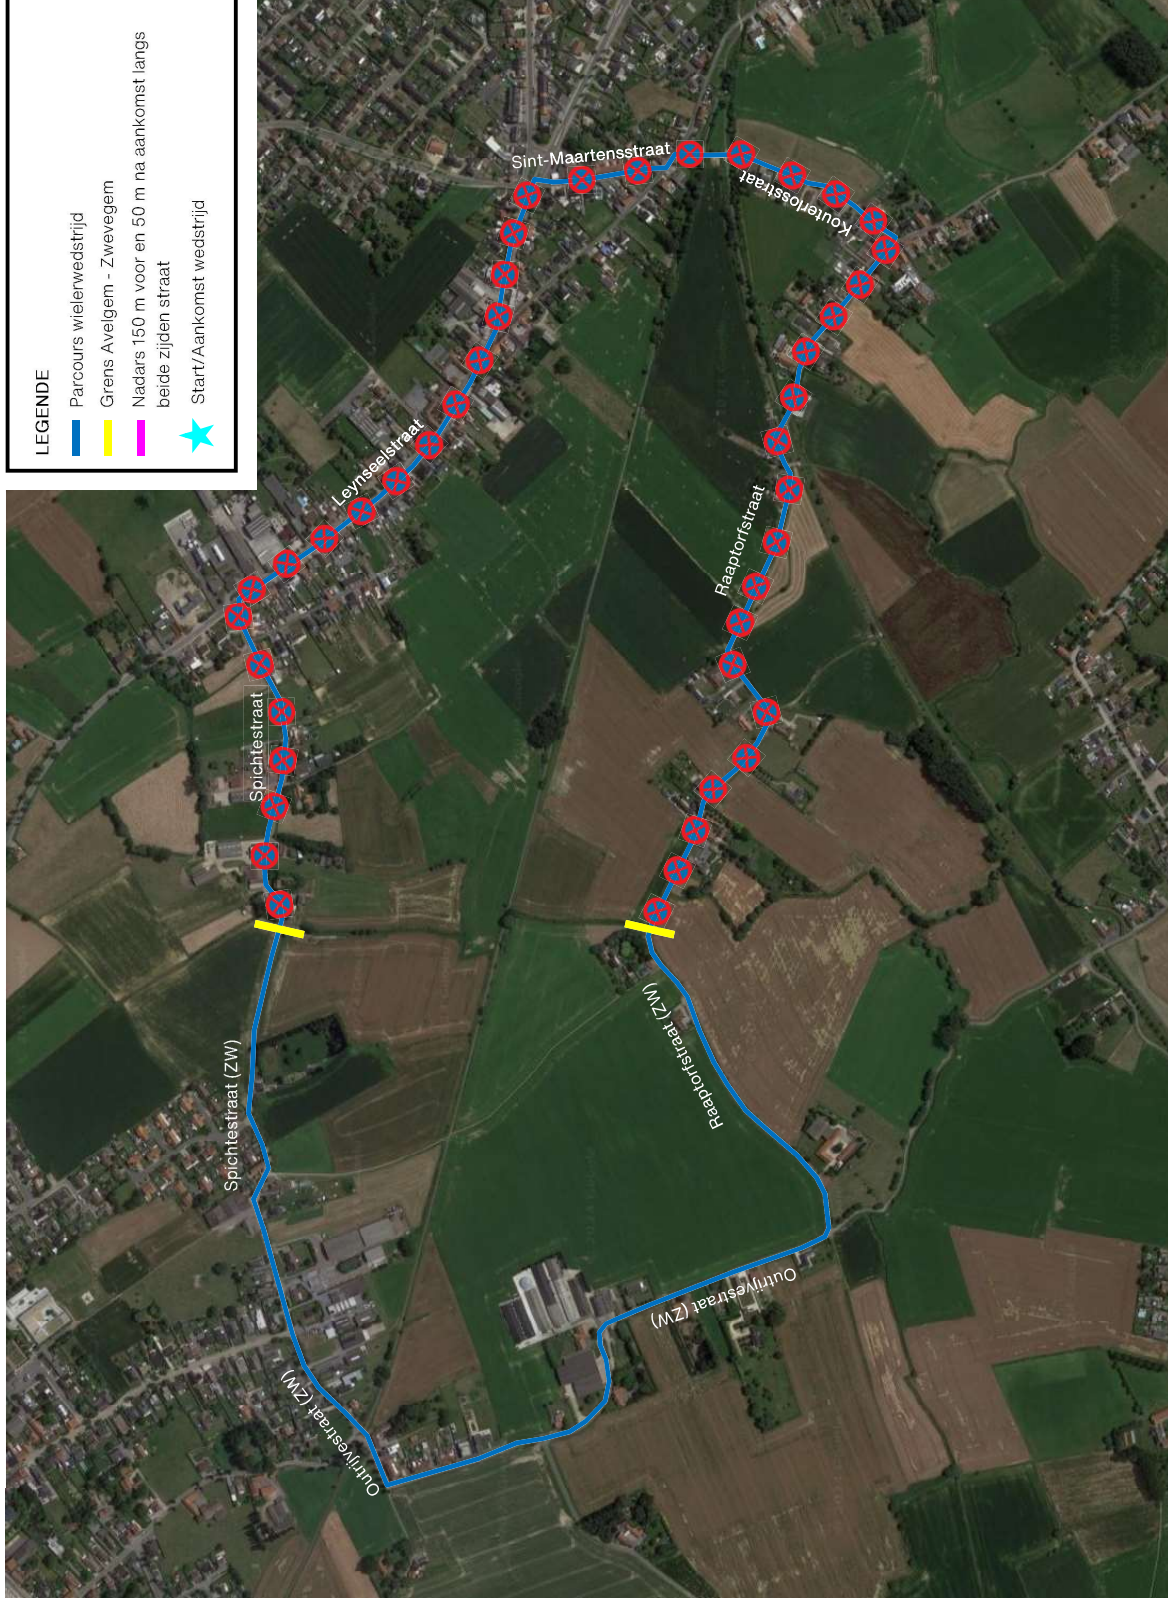 LEGENDE
Parcours wielerwedstrijd
Grens Avelgem - Zwevegem
Nadars 150 m voor en 50 m na aankomst langs
beide zijden straat
Start/Aankomst wedstrijd
Sint-Maartensstraat
Kouterlosstraat
Leynseelstraat
Raaptorfstraat
Spichtestraat
Spichtestraat (ZW)
Raaptorfstraat (ZW)
Outrijvestraat (ZW)
Outrijvestraat (ZW)